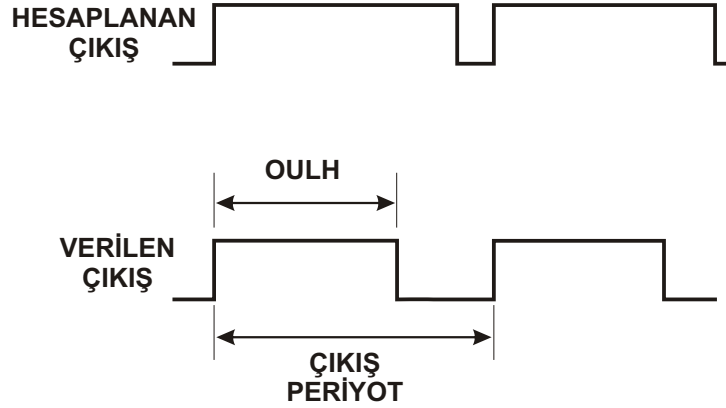 HESAPLANAN
ÇIKIŞ
OULH
VERİLEN
ÇIKIŞ
ÇIKIŞ
PERİYOT